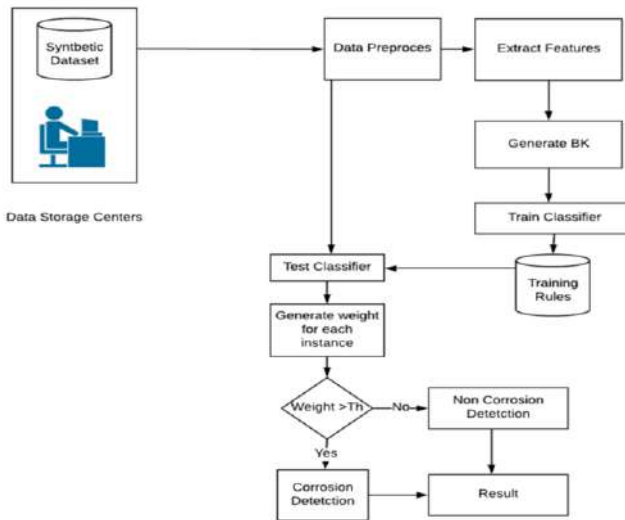 Synbetic
Dataset
Data Preproces
Extract Features
Generate BK
Data Storage Centers
Train Classifier
Test Classifier
Training
Rules
Generate weight
for each
instance
Weight >Th
No
Non Corrosion
Detetction
Yes
Corrosion
Detetction
Result